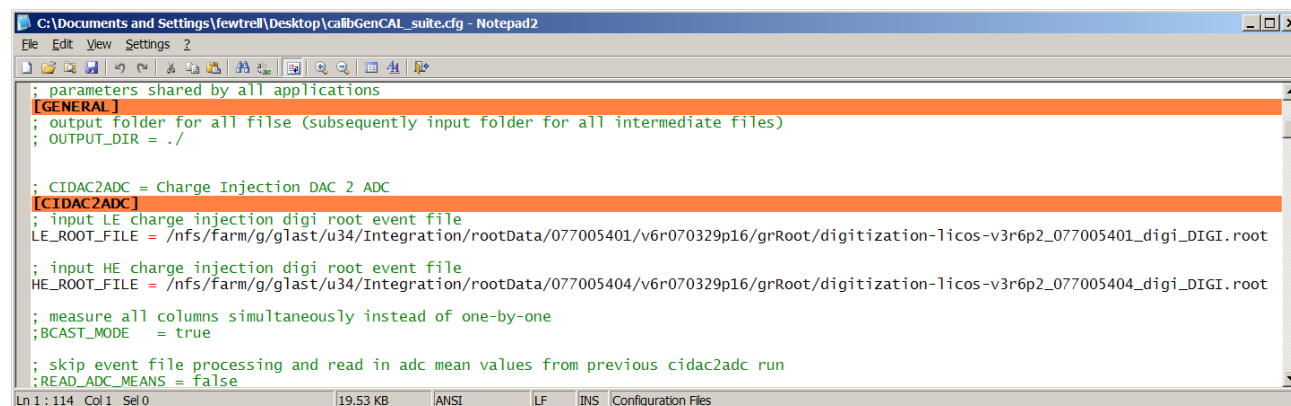 C:\Documents and Settings\fewtrell\Desktop\calibGenCAL_suite.cfg - Notepad2
File Edit View Settings ?
; parameters shared by all applications
[GENERAL]
; output folder for all filse (subsequently input folder for all intermediate files)
; OUTPUT_DIR = ./
; CIDAC2ADC = Charge Injection DAC 2 ADC
[CIDAC2ADC]
; input LE charge injection digi root event file
LE_ROOT_FILE = /nfs/farm/g/glast/u34/Integration/rootData/077005401/v6r070329p16/grRoot/digitization-licos-v3r6p2_077005401_digi_DIGI.root
; input HE charge injection digi root event file
HE_ROOT_FILE = /nfs/farm/g/glast/u34/Integration/rootData/077005404/v6r070329p16/grRoot/digitization-licos-v3r6p2_077005404_digi_DIGI.root
; measure all columns simultaneously instead of one-by-one
;BCAST_MODE   = true
; skip event file processing and read in adc mean values from previous cidac2adc run
;READ_ADC_MEANS = false
Ln 1 : 114 Col 1 Sel 0 19.53 KB ANSI LF INS Configuration Files